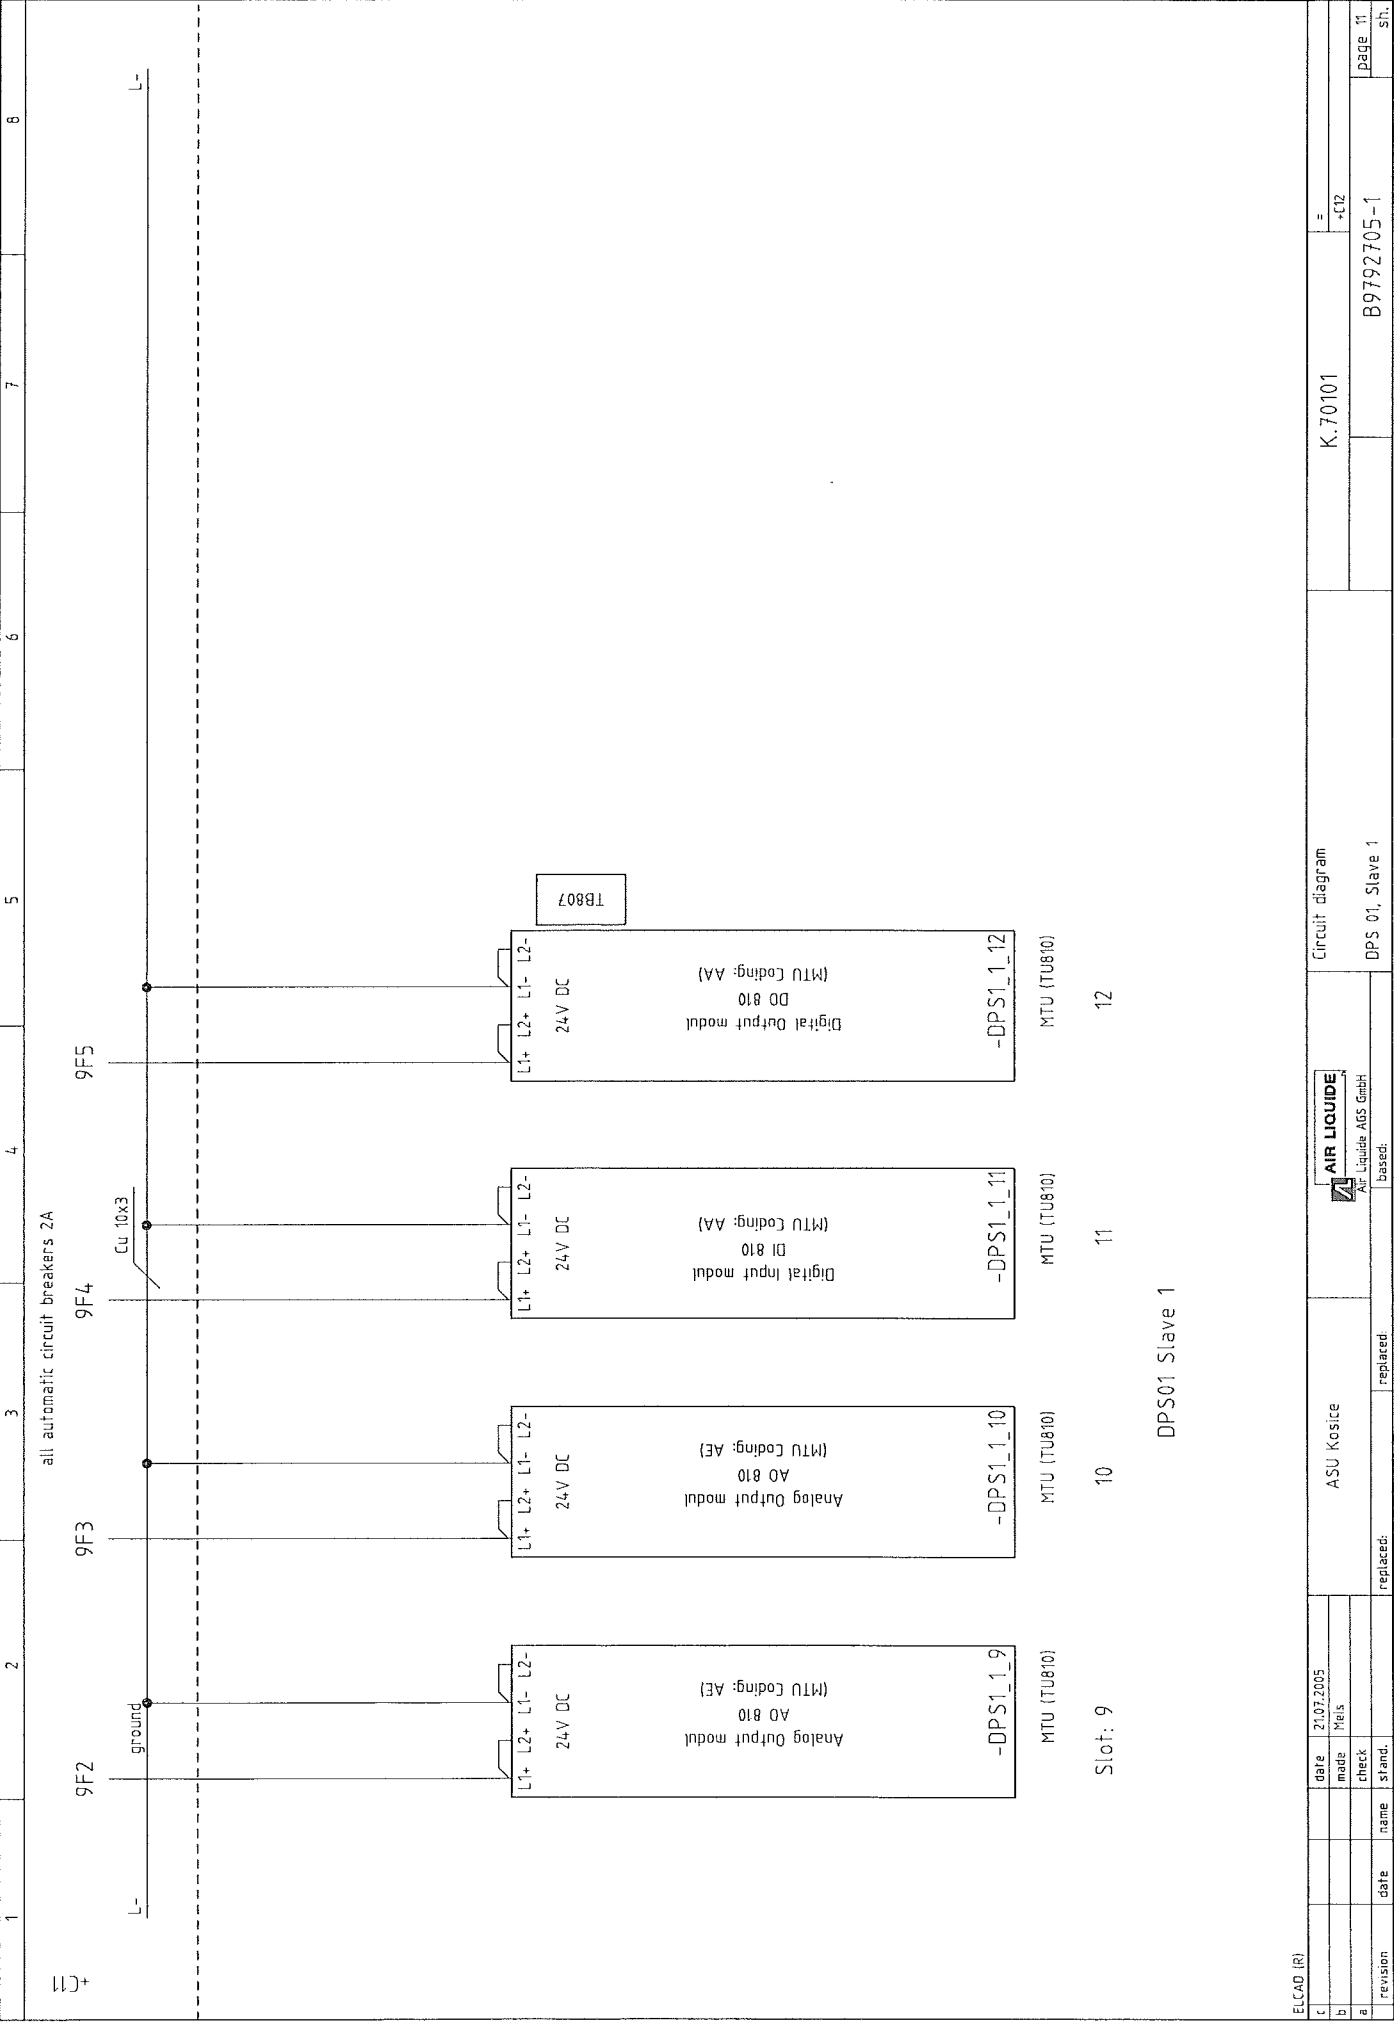 1 2 3 4 5 6 7 8
+C11
all automatic circuit breakers 2A
9F2 9F3 9F4 9F5
L- ground Cu 10x3 L-
L1+ L2+ L1- L2-
24V DC
Analog Output modul
AO 810
(MTU Coding: AE)
-DPS1_1_9
MTU (TU810)
Slot: 9
L1+ L2+ L1- L2-
24V DC
Analog Output modul
AO 810
(MTU Coding: AE)
-DPS1_1_10
MTU (TU810)
10
L1+ L2+ L1- L2-
24V DC
Digital Input modul
DI 810
(MTU Coding: AA)
-DPS1_1_11
MTU (TU810)
11
L1+ L2+ L1- L2-
24V DC
Digital Output modul
DO 810
(MTU Coding: AA)
-DPS1_1_12
MTU (TU810)
12
TB807
DPS01 Slave 1
ELCAD (R)
c
b
a
revision date name
date 21.07.2005
made Meis
check
stand.
ASU Kosice
replaced: replaced: based:
AIR LIQUIDE
Air Liquide AGS GmbH
Circuit diagram
DPS 01, Slave 1
K.70101
=
+C12
B9792705-1
page 11
sh.